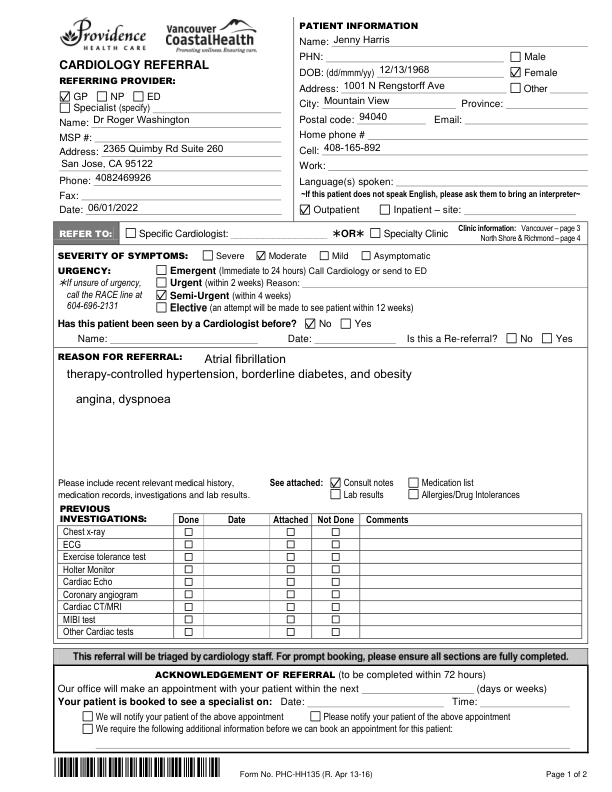 Providence
HEALTH CARE
Vancouver
CoastalHealth
Promoting wellness. Ensuring care.
CARDIOLOGY REFERRAL
REFERRING PROVIDER:
GP NP ED
Specialist (specify)
Name: Dr Roger Washington
MSP #:
Address: 2365 Quimby Rd Suite 260
San Jose, CA 95122
Phone: 4082469926
Fax:
Date: 06/01/2022
PATIENT INFORMATION
Name: Jenny Harris
PHN: Male
DOB: (dd/mmm/yy) 12/13/1968 Female
Address: 1001 N Rengstorff Ave Other
City: Mountain View Province:
Postal code: 94040 Email:
Home phone #
Cell: 408-165-892
Work:
Language(s) spoken:
~If this patient does not speak English, please ask them to bring an interpreter~
Outpatient Inpatient – site:
REFER TO: Specific Cardiologist: *OR* Specialty Clinic Clinic information: Vancouver – page 3
North Shore & Richmond – page 4
SEVERITY OF SYMPTOMS: Severe Moderate Mild Asymptomatic
URGENCY: Emergent (Immediate to 24 hours) Call Cardiology or send to ED
*If unsure of urgency, Urgent (within 2 weeks) Reason:
call the RACE line at Semi-Urgent (within 4 weeks)
604-696-2131 Elective (an attempt will be made to see patient within 12 weeks)
Has this patient been seen by a Cardiologist before? No Yes
Name: Date: Is this a Re-referral? No Yes
REASON FOR REFERRAL: Atrial fibrillation
therapy-controlled hypertension, borderline diabetes, and obesity
angina, dyspnoea
Please include recent relevant medical history, See attached: Consult notes Medication list
medication records, investigations and lab results. Lab results Allergies/Drug Intolerances
PREVIOUS
INVESTIGATIONS: Done Date Attached Not Done Comments
Chest x-ray
ECG
Exercise tolerance test
Holter Monitor
Cardiac Echo
Coronary angiogram
Cardiac CT/MRI
MIBI test
Other Cardiac tests
This referral will be triaged by cardiology staff. For prompt booking, please ensure all sections are fully completed.
ACKNOWLEDGEMENT OF REFERRAL (to be completed within 72 hours)
Our office will make an appointment with your patient within the next (days or weeks)
Your patient is booked to see a specialist on: Date: Time:
We will notify your patient of the above appointment Please notify your patient of the above appointment
We require the following additional information before we can book an appointment for this patient:
Form No. PHC-HH135 (R. Apr 13-16) Page 1 of 2